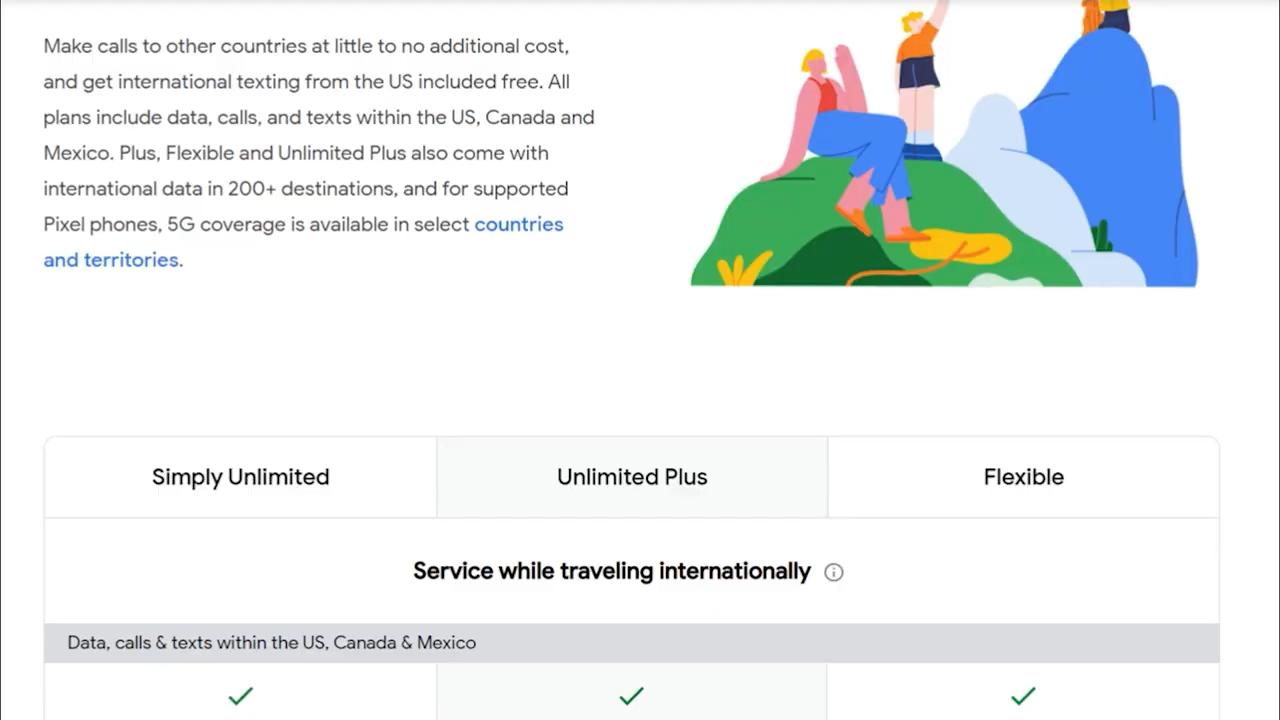 Make calls to other countries at little to no additional cost,
and get international texting from the US included free. All
plans include data, calls, and texts within the US, Canada and
Mexico. Plus, Flexible and Unlimited Plus also come with
international data in 200+ destinations, and for supported
Pixel phones, 5G coverage is available in select countries
and territories.
Simply Unlimited
Unlimited Plus
Flexible
Service while traveling internationally
Data, calls & texts within the US, Canada & Mexico